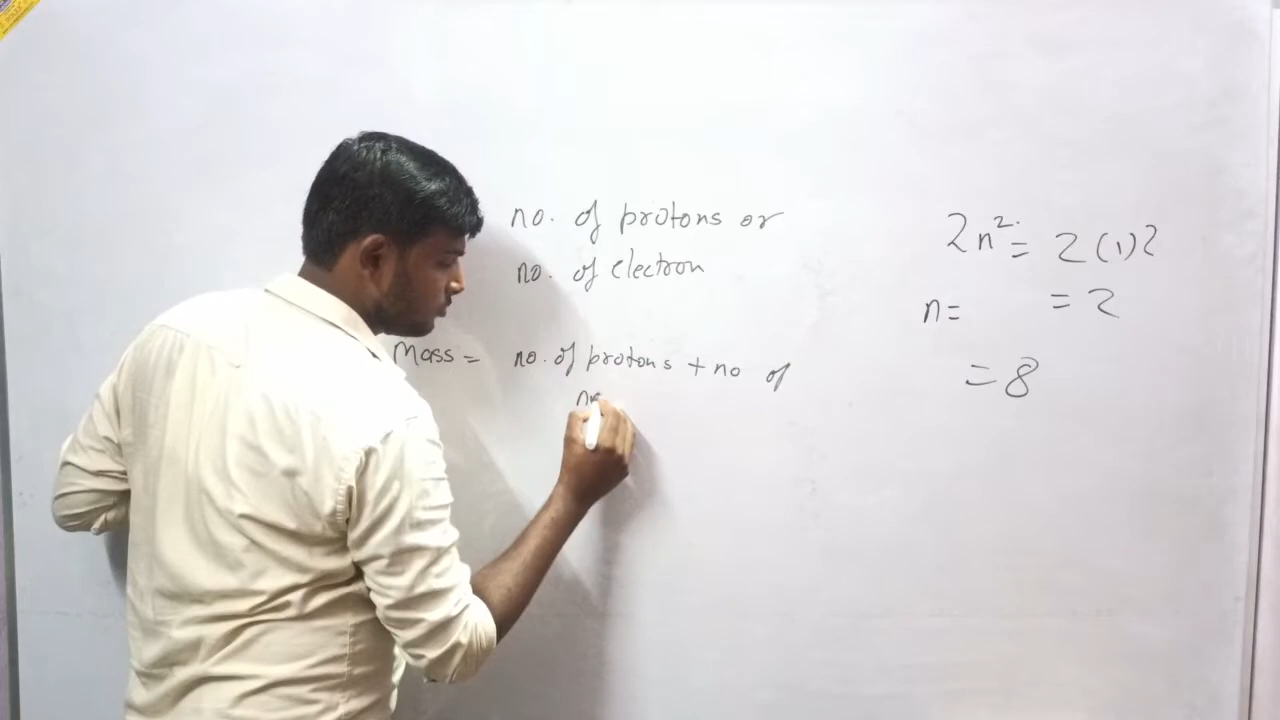 no. of protons or
no. of electron
Mass = no. of protons + no of
2n² = 2(1)2
n= = 2
= 8